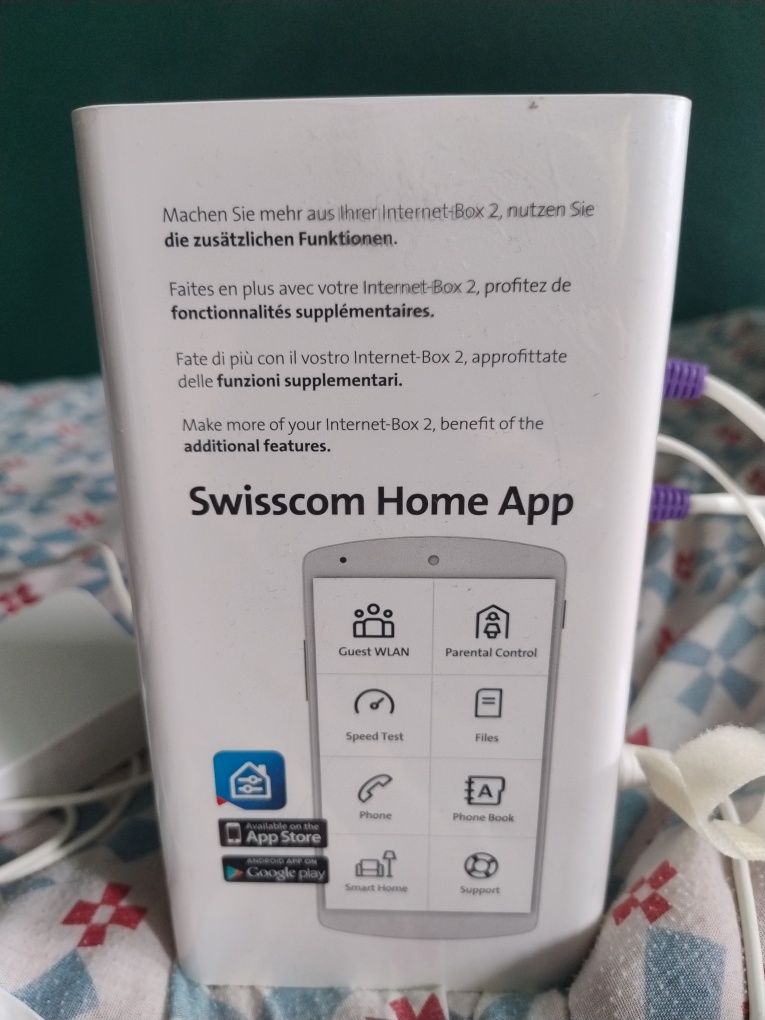 Machen Sie mehr aus Ihrer Internet-Box 2, nutzen Sie
die zusätzlichen Funktionen.
Faites en plus avec votre Internet-Box 2, profitez de
fonctionnalités supplémentaires.
Fate di più con il vostro Internet-Box 2, approfittate
delle funzioni supplementari.
Make more of your Internet-Box 2, benefit of the
additional features.
Swisscom Home App
Guest WLAN
Parental Control
Speed Test
Files
Phone
A
Phone Book
Smart Home
Support
Available on the
App Store
ANDROID APP ON
Google play